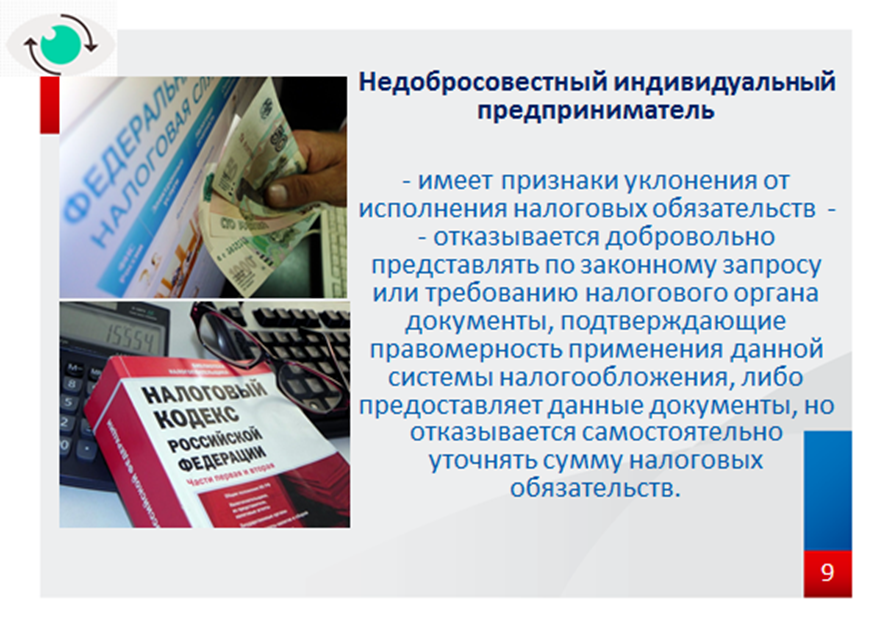 Недобросовестный индивидуальный
предприниматель
- имеет признаки уклонения от
исполнения налоговых обязательств -
- отказывается добровольно
представлять по законному запросу
или требованию налогового органа
документы, подтверждающие
правомерность применения данной
системы налогообложения, либо
предоставляет данные документы, но
отказывается самостоятельно
уточнять сумму налоговых
обязательств.
ФЕДЕРАЛЬН
НАЛОГОВАЯ СЛ
СТО
15554
НАЛОГОВЫЙ
КОДЕКС
РОССИЙСКОЙ
ФЕДЕРАЦИИ
Части первая и вторая
9